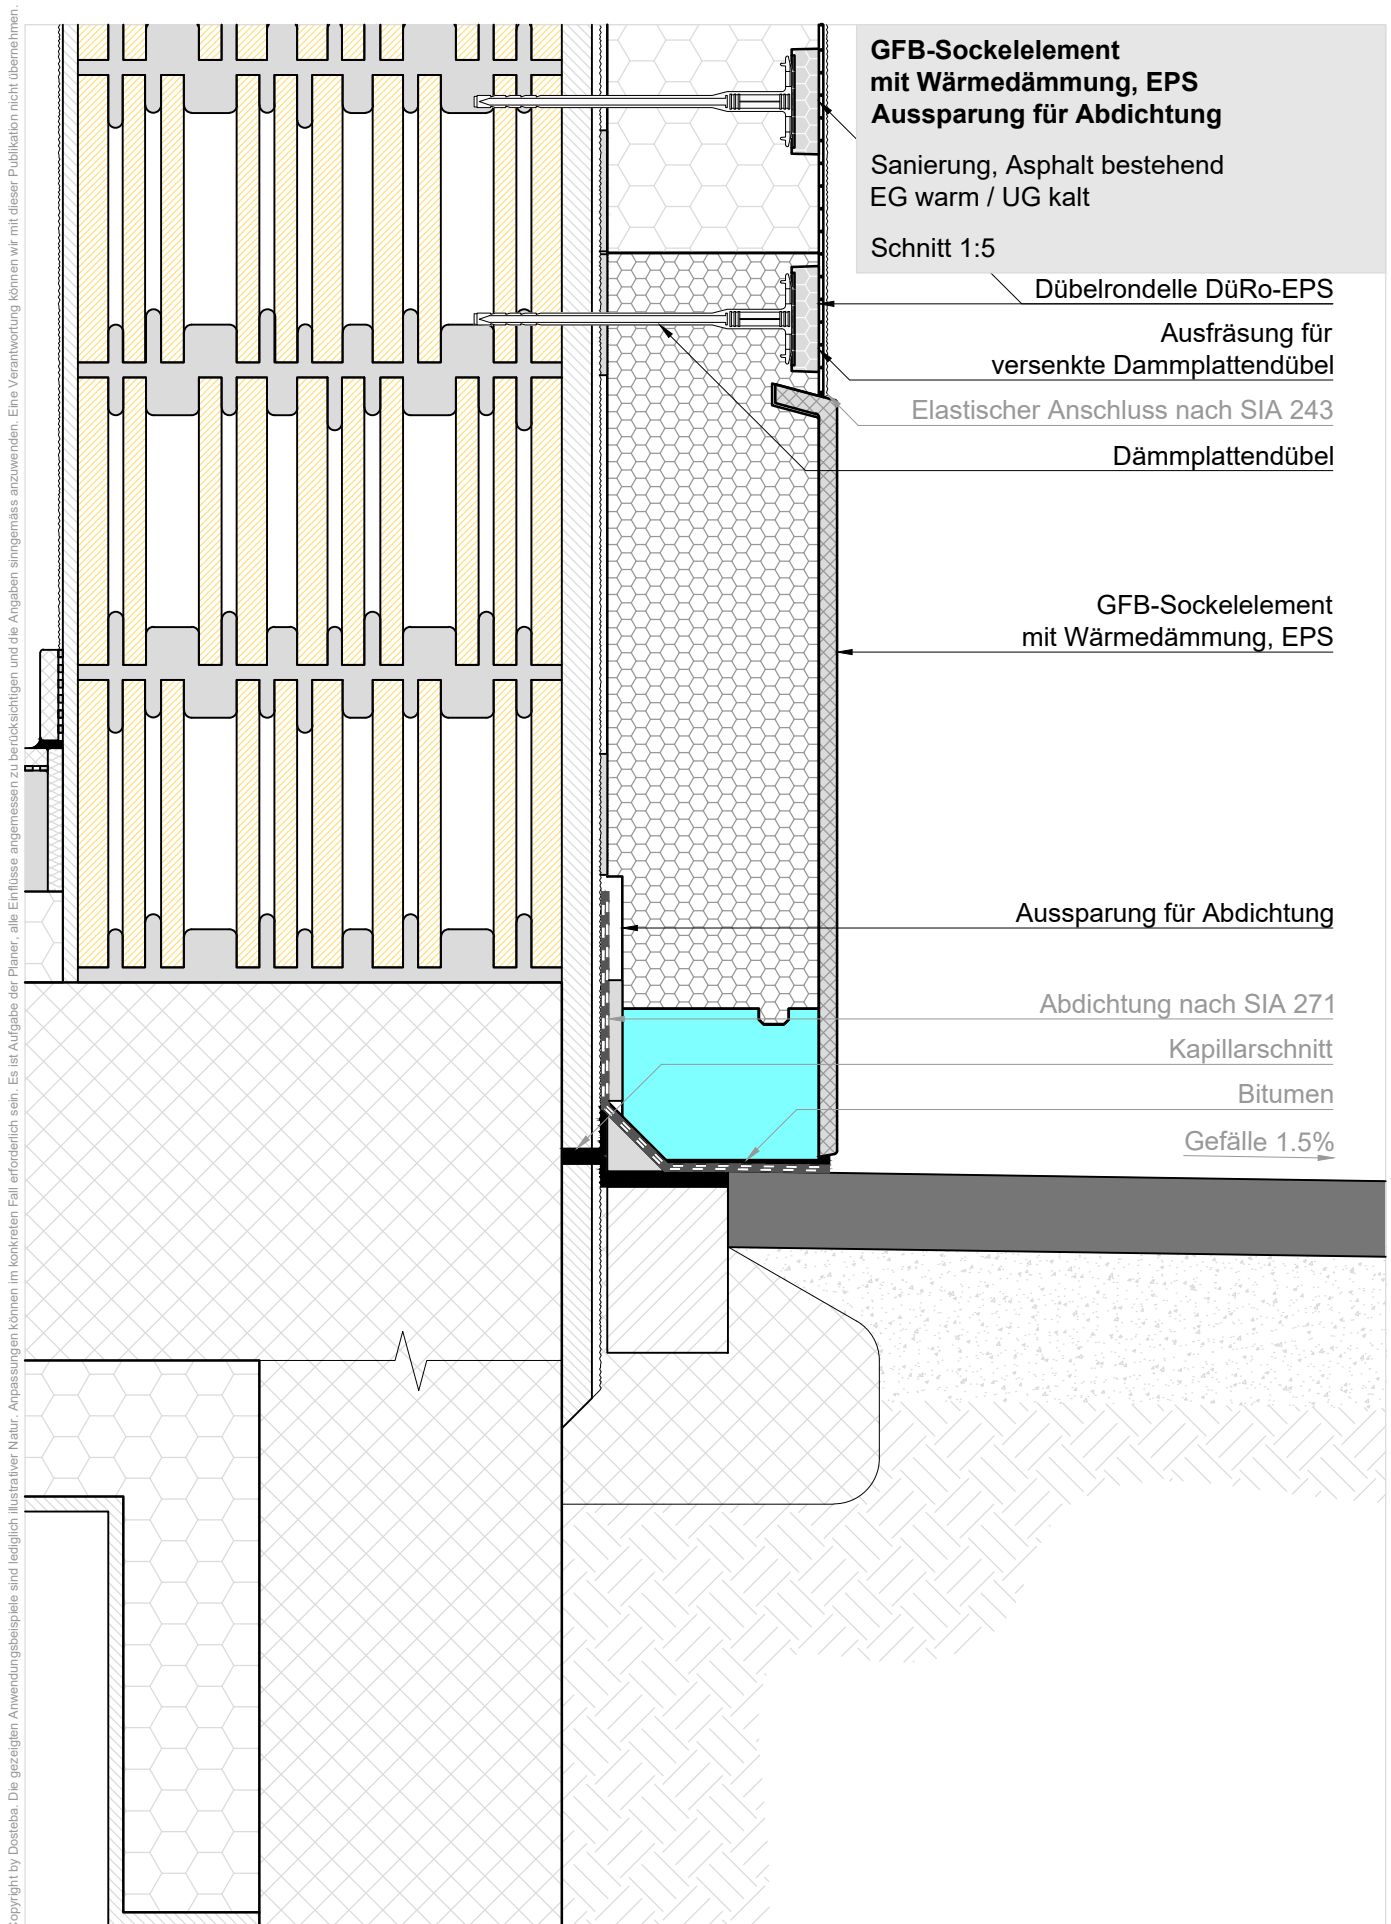 GFB-Sockelelement
mit Wärmedämmung, EPS
Aussparung für Abdichtung
Sanierung, Asphalt bestehend
EG warm / UG kalt
Schnitt 1:5
Dübelrondelle DüRo-EPS
Ausfräsung für
versenkte Dammplattendübel
Elastischer Anschluss nach SIA 243
Dämmplattendübel
GFB-Sockelelement
mit Wärmedämmung, EPS
Aussparung für Abdichtung
Abdichtung nach SIA 271
Kapillarschnitt
Bitumen
Gefälle 1.5%
Copyright by Dosteba. Die gezeigten Anwendungsbeispiele sind lediglich illustrativer Natur. Anpassungen können im konkreten Fall erforderlich sein. Es ist Aufgabe der Planer, alle Einflüsse angemessen zu berücksichtigen und die Angaben sinngemäss anzuwenden. Eine Verantwortung können wir mit dieser Publikation nicht übernehmen.